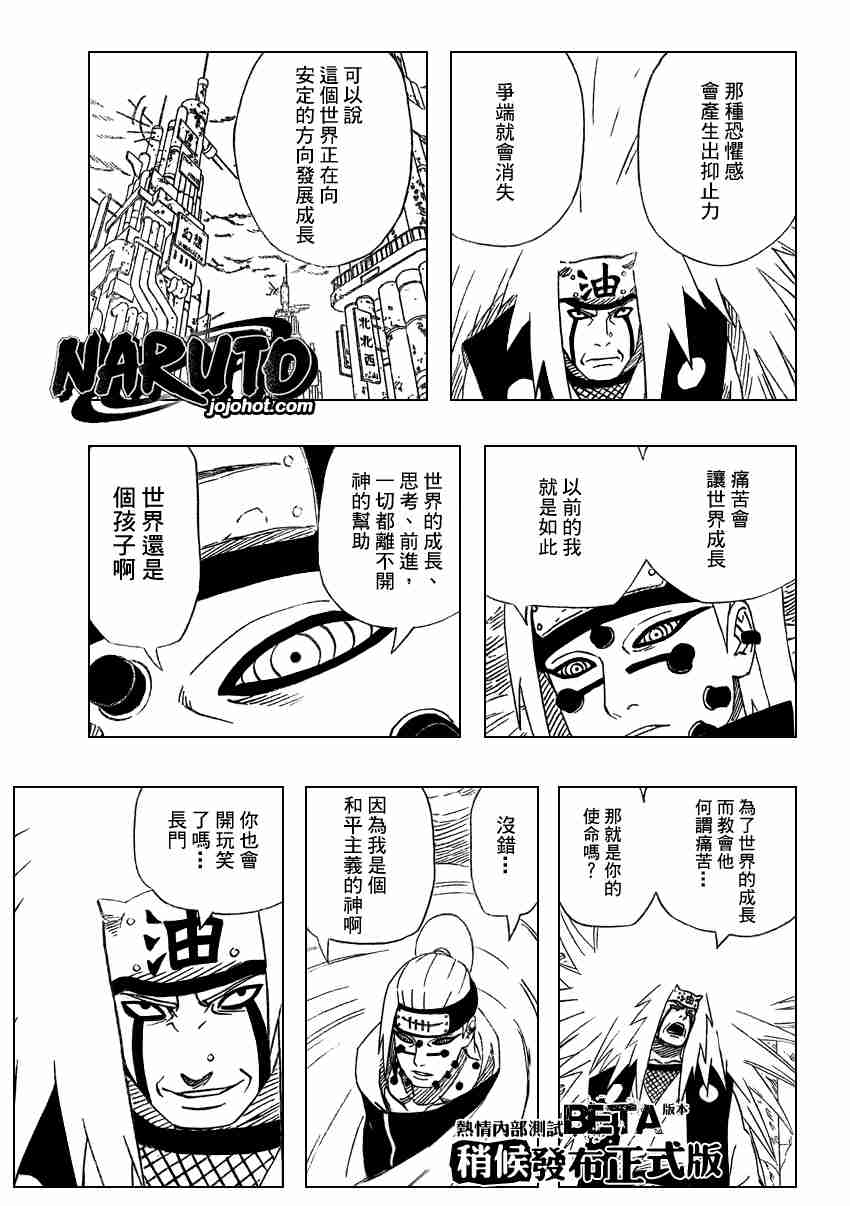 那種恐懼感
會產生出抑止力
爭端就會消失
油
可以說
這個世界正在向
安定的方向發展成長
幻雄
北北西
NARUTO
jojohot.com
痛苦會
讓世界成長
以前的我
就是如此
世界的成長、
思考、前進，
一切都離不開
神的幫助
世界還是
個孩子啊
為了世界的成長
而教會他
何謂痛苦…
那就是你的
使命嗎？
油
沒錯…
因為我是個
和平主義的神啊
你也會
開玩笑
了嗎…
長門
油
熱情內部測試BETA版本
稍候發布正式版